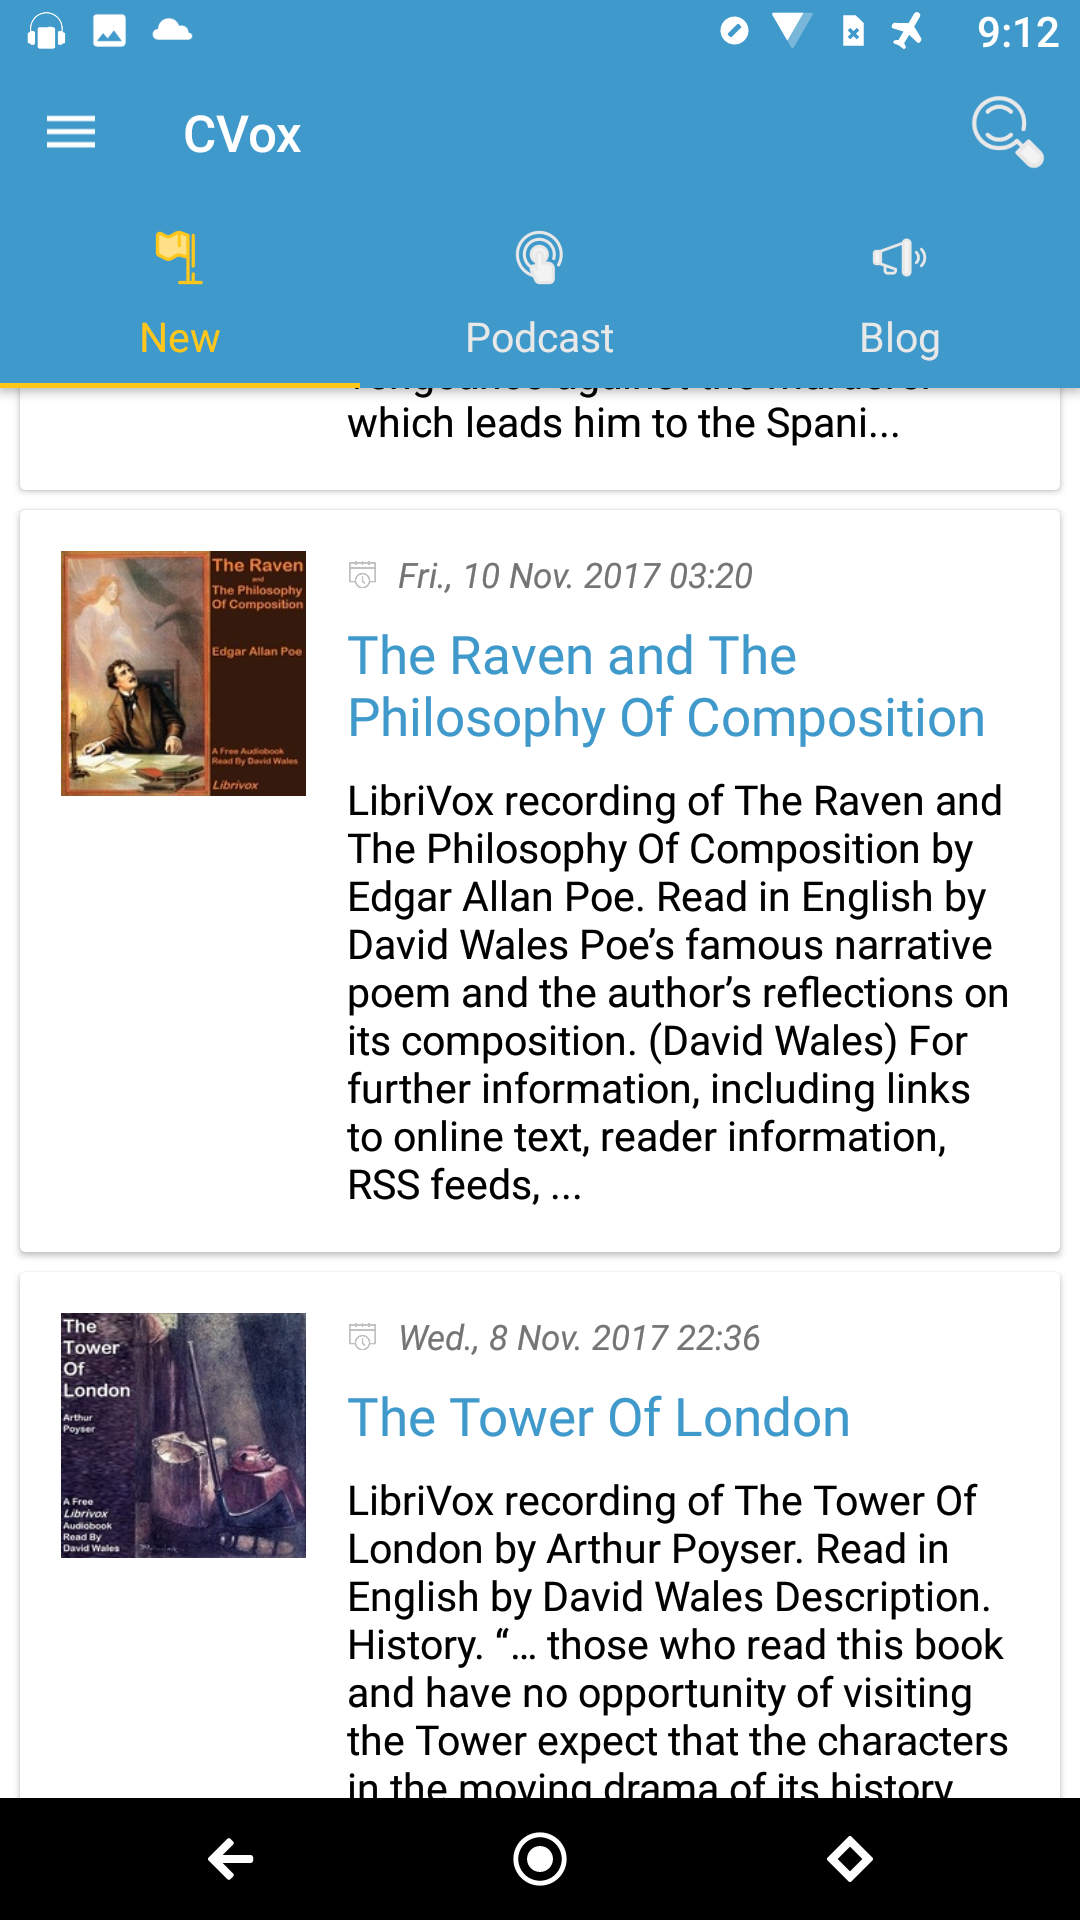 9:12
CVox
New
Podcast
Blog
vengeance against the murderer
which leads him to the Spani...
The Raven
and
The Philosophy
Of Composition
Edgar Allan Poe
A Free Audiobook
Read By David Wales
Librivox
Fri., 10 Nov. 2017 03:20
The Raven and The
Philosophy Of Composition
LibriVox recording of The Raven and
The Philosophy Of Composition by
Edgar Allan Poe. Read in English by
David Wales Poe’s famous narrative
poem and the author’s reflections on
its composition. (David Wales) For
further information, including links
to online text, reader information,
RSS feeds, ...
The
Tower
Of
London
Arthur
Poyser
A Free
Librivox
Audiobook
Read By
David Wales
Wed., 8 Nov. 2017 22:36
The Tower Of London
LibriVox recording of The Tower Of
London by Arthur Poyser. Read in
English by David Wales Description.
History. “... those who read this book
and have no opportunity of visiting
the Tower expect that the characters
in the moving drama of its history